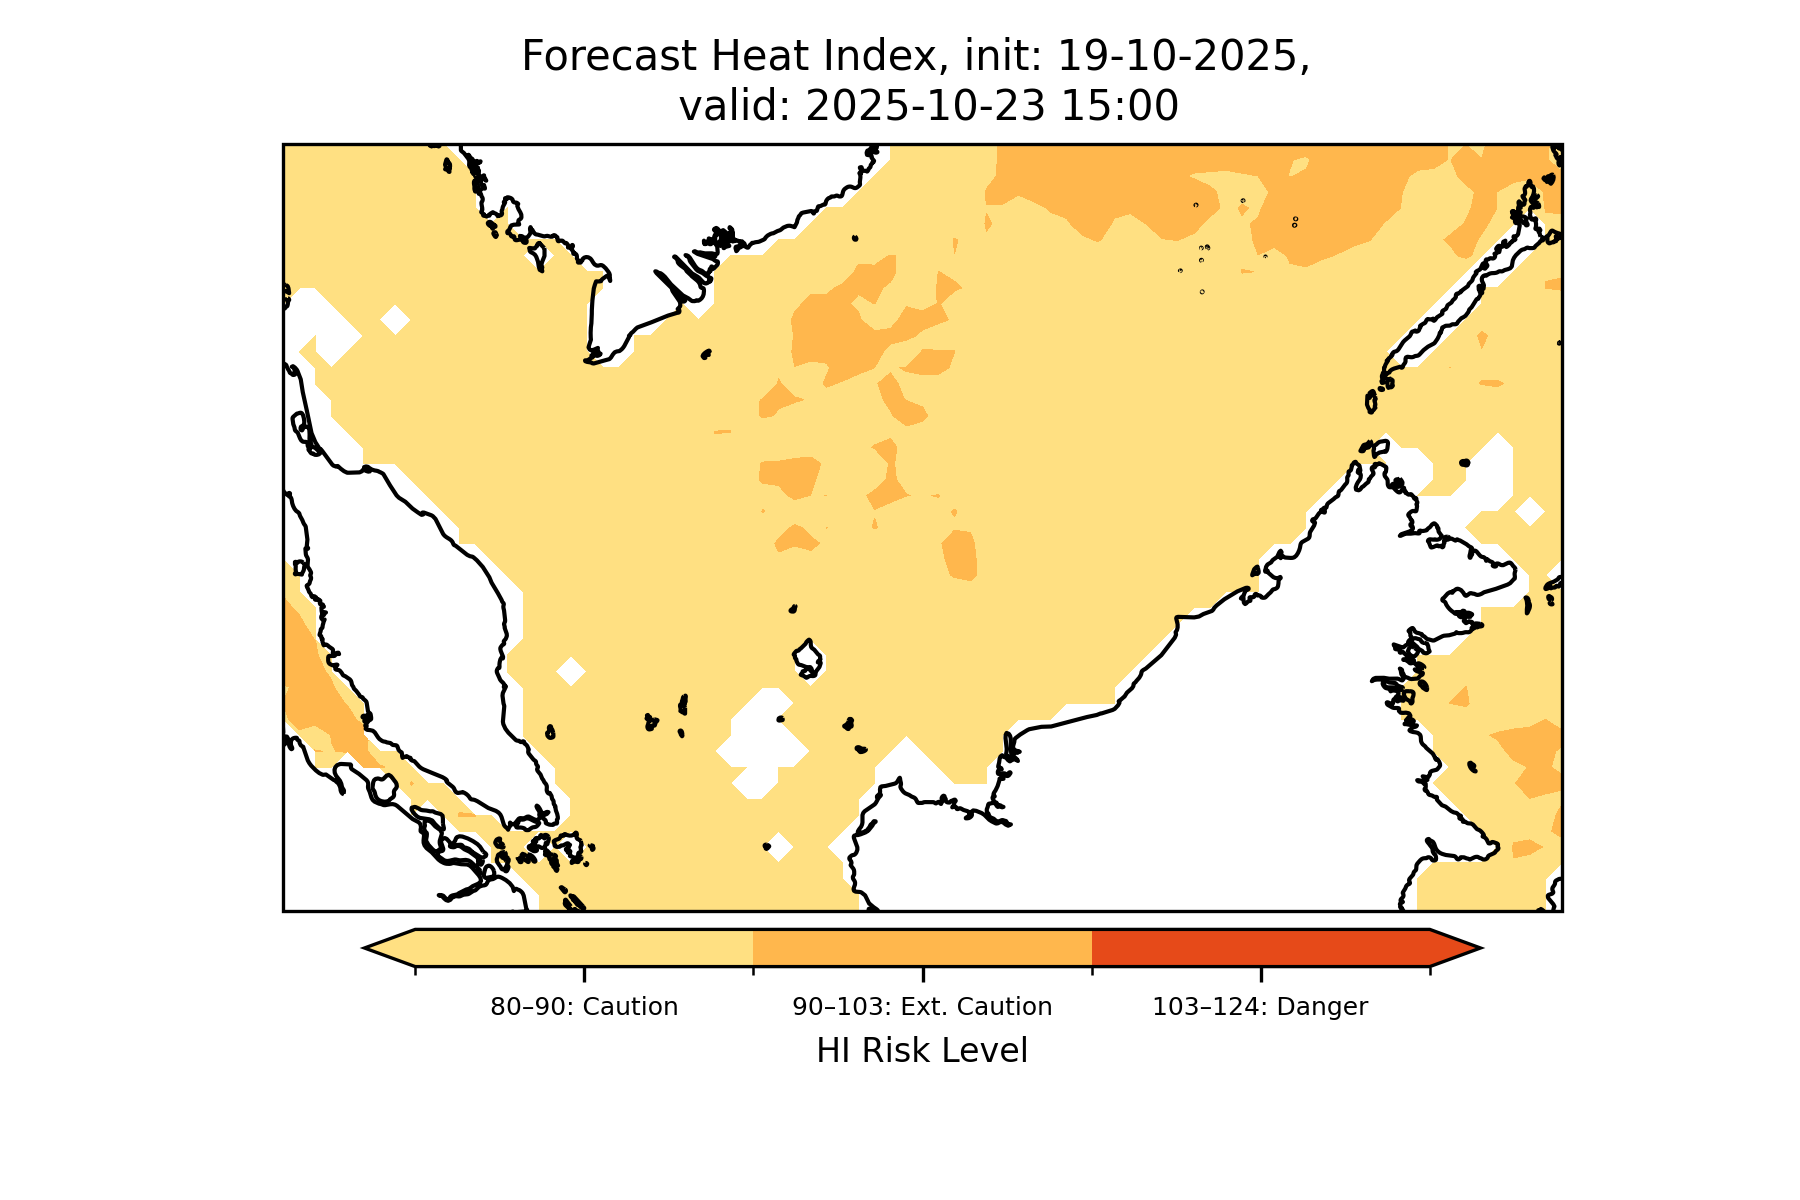 Forecast Heat Index, init: 19-10-2025,
valid: 2025-10-23 15:00
80–90: Caution
90–103: Ext. Caution
103–124: Danger
HI Risk Level